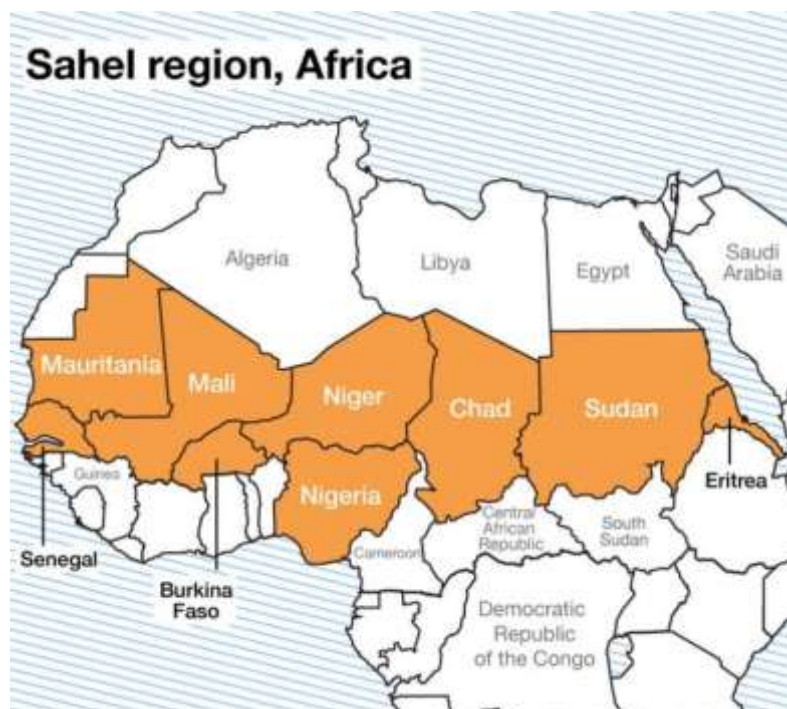 Sahel region, Africa
Algeria
Libya
Egypt
Saudi
Arabia
Mauritania
Mali
Niger
Chad
Sudan
Eritrea
Guinea
Nigeria
Senegal
Burkina
Faso
Cameroon
Central
African
Republic
South
Sudan
Democratic
Republic
of the Congo